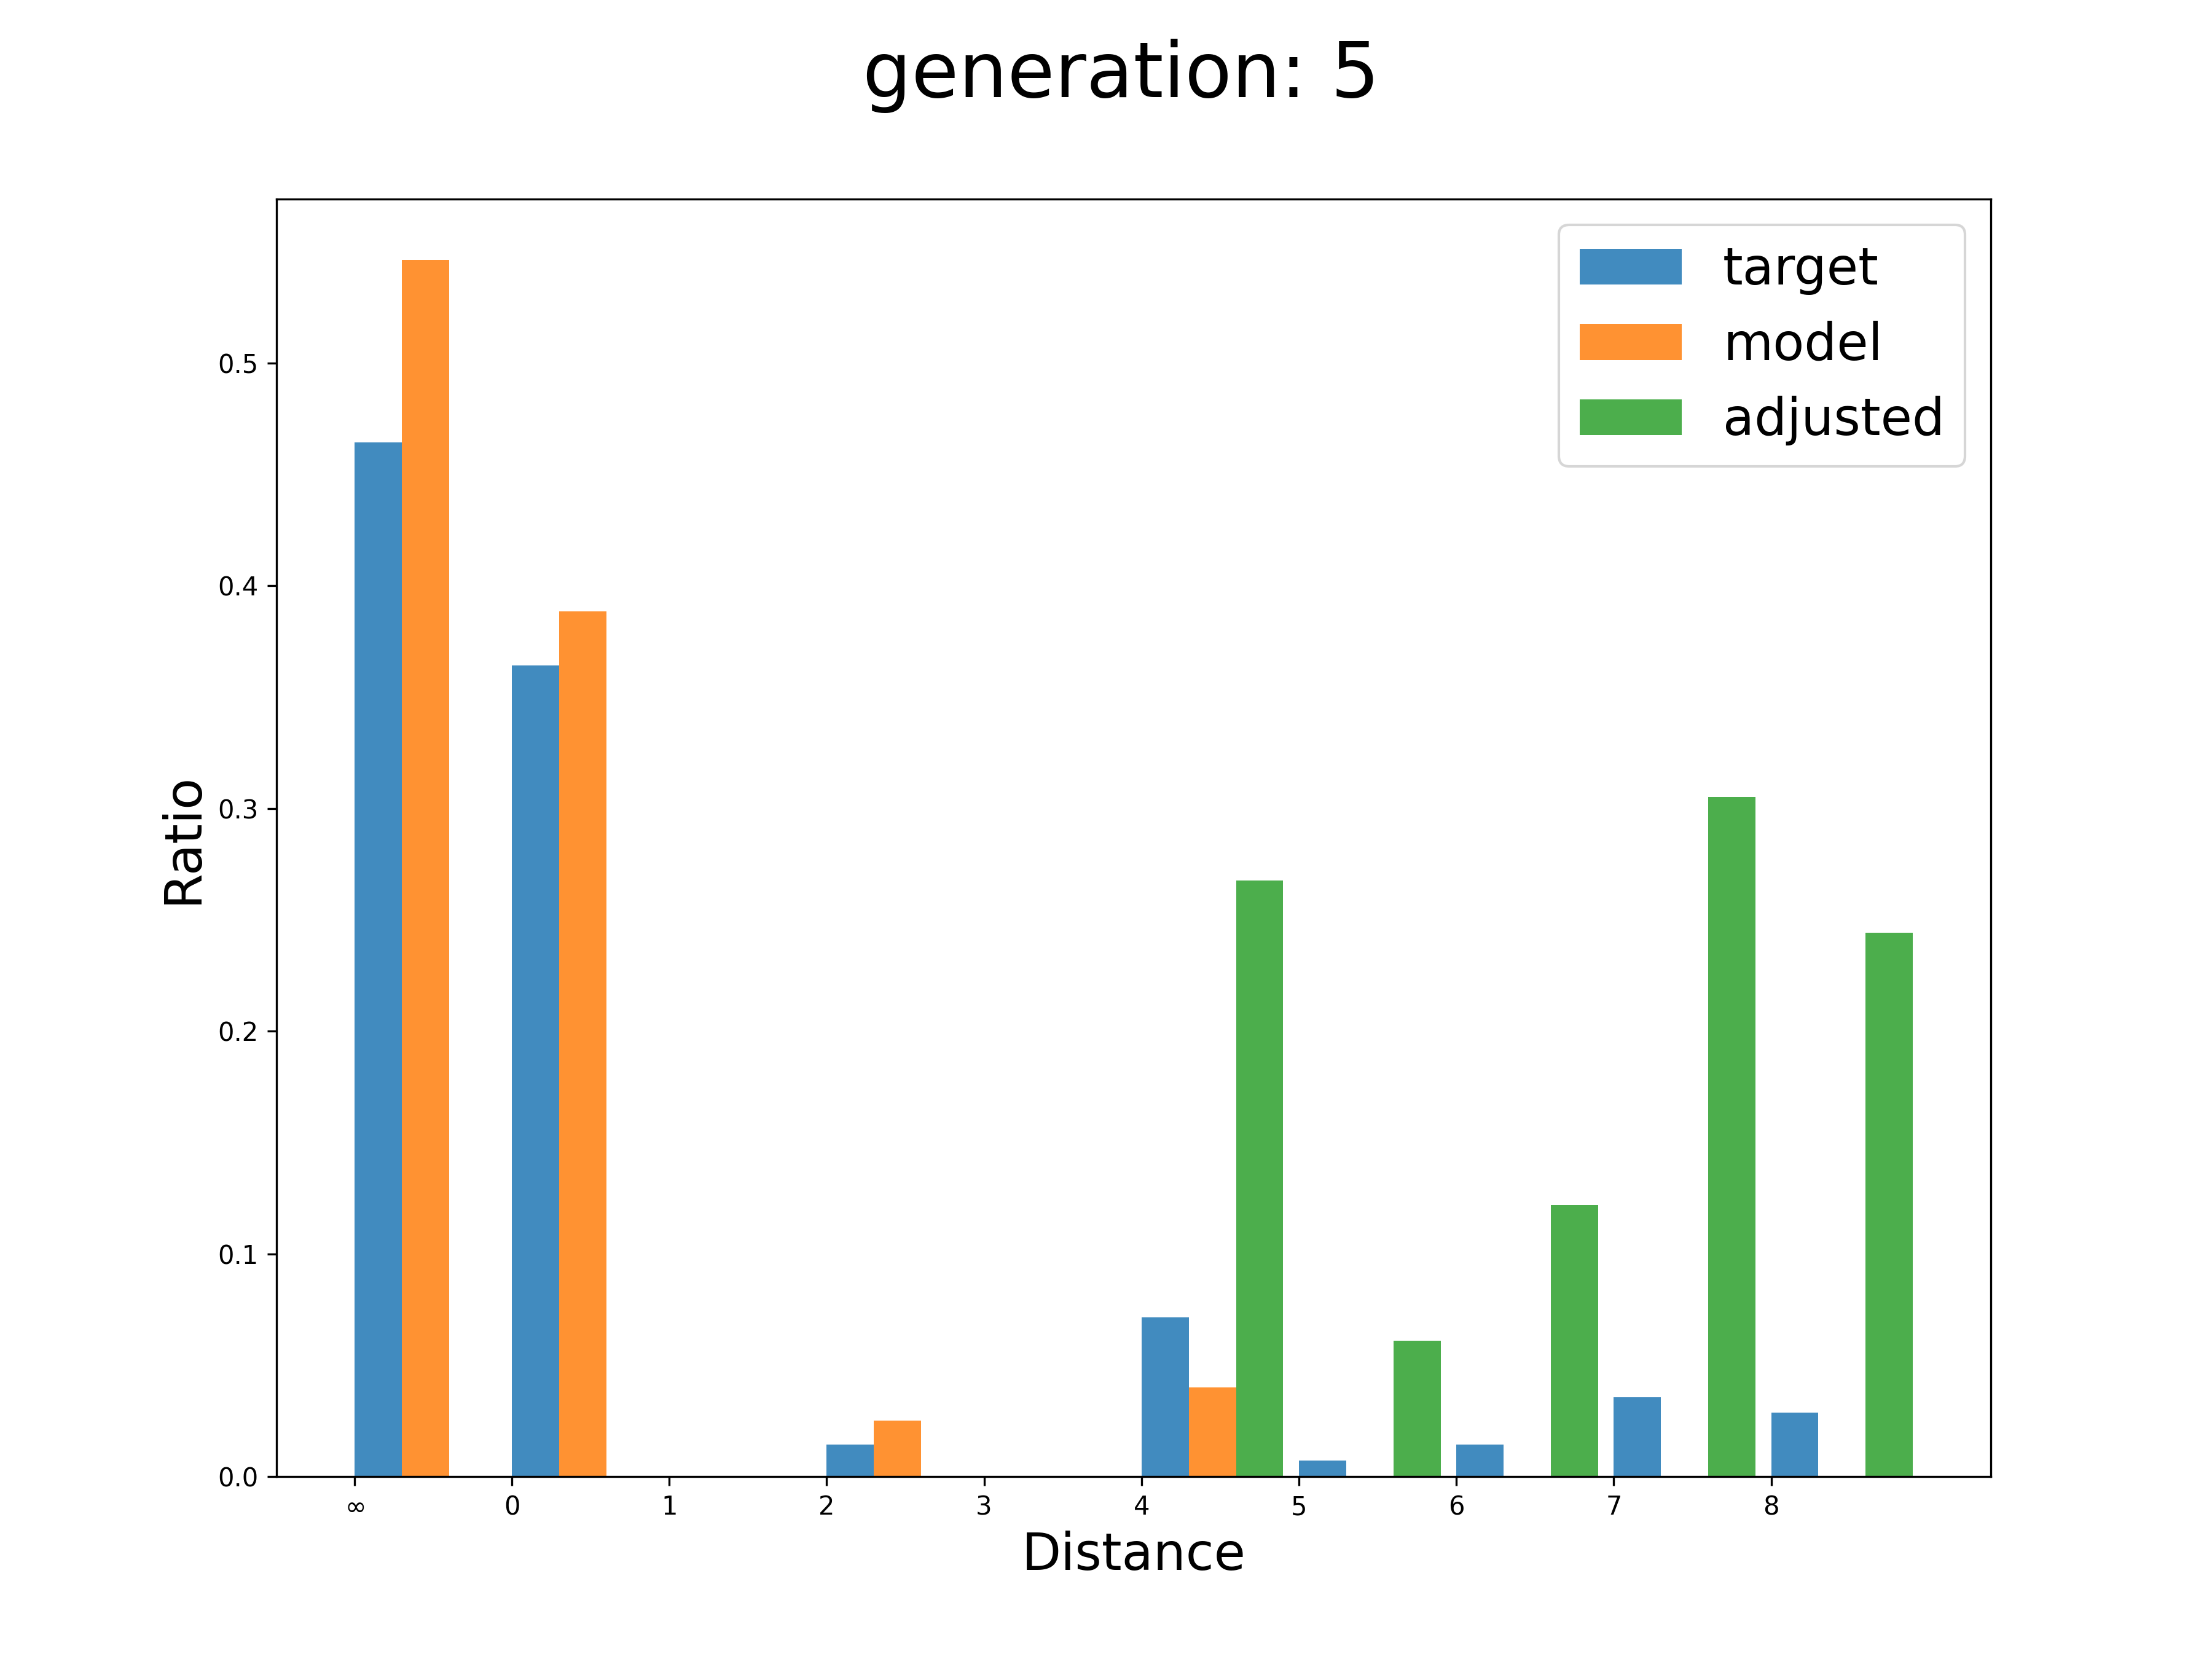 generation: 5
target
model
adjusted
0.5
0.4
0.3
0.2
0.1
0.0
Ratio
∞ 0 1 2 3 4 5 6 7 8
Distance